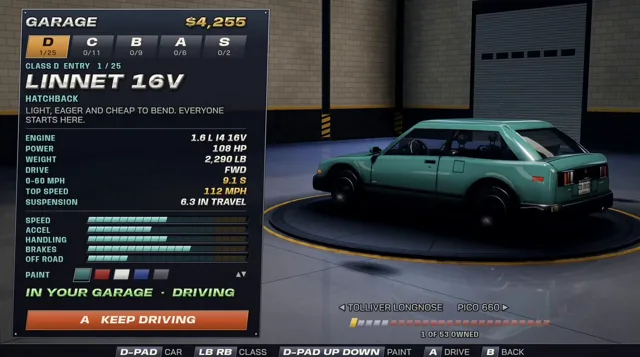 GARAGE
$4,255
D C B A S
1/25 0/11 0/9 0/6 0/2
CLASS D ENTRY 1 / 25
LINNET 16V
HATCHBACK
LIGHT, EAGER AND CHEAP TO BEND. EVERYONE
STARTS HERE.
ENGINE 1.6 L I4 16V
POWER 108 HP
WEIGHT 2,290 LB
DRIVE FWD
0-60 MPH 9.1 S
TOP SPEED 112 MPH
SUSPENSION 6.3 IN TRAVEL
SPEED
ACCEL
HANDLING
BRAKES
OFF ROAD
PAINT
IN YOUR GARAGE · DRIVING
A KEEP DRIVING
TOLLIVER LONGNOSE PICO 660
1 OF 53 OWNED
D-PAD CAR LB RB CLASS D-PAD UP DOWN PAINT A DRIVE B BACK